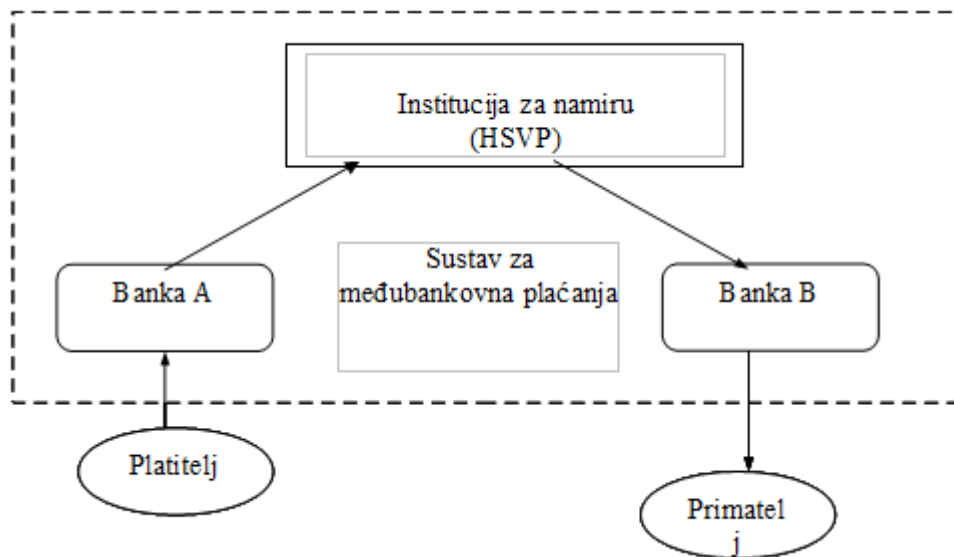 Institucija za namiru
(HSVP)
Banka A
Sustav za
međubankovna plaćanja
Banka B
Platitelj
Primatel
j